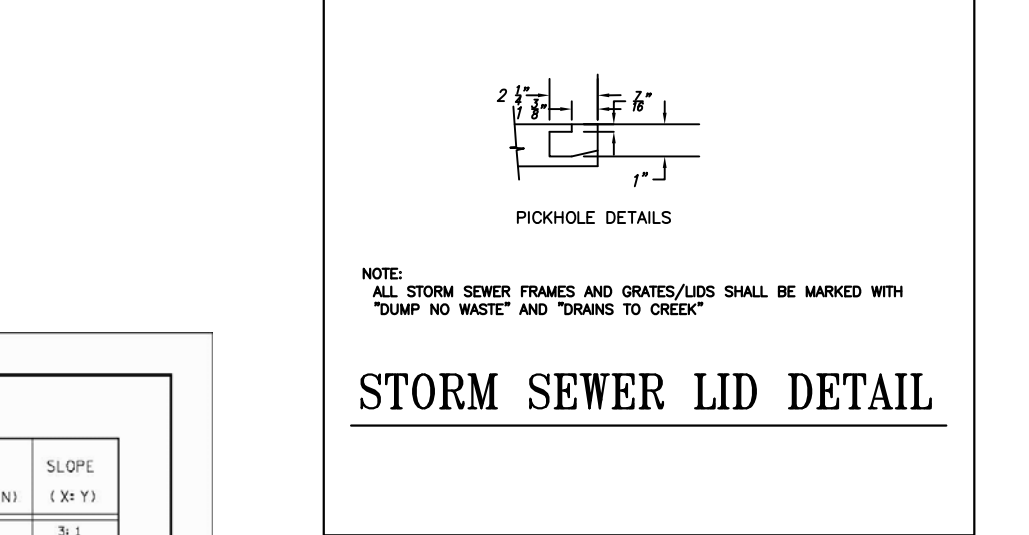 2 1/4"
1 3/8"
7/16"
1"
PICKHOLE DETAILS
NOTE:
ALL STORM SEWER FRAMES AND GRATES/LIDS SHALL BE MARKED WITH
"DUMP NO WASTE" AND "DRAINS TO CREEK"
STORM SEWER LID DETAIL
SLOPE
N) (X:Y)
3:1